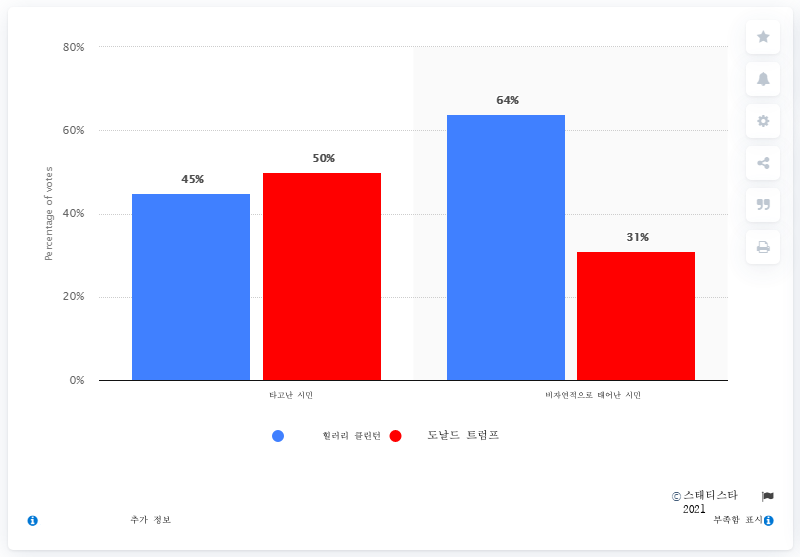 80%
60%
40%
20%
0%
Percentage of votes
45%
50%
64%
31%
타고난 시민
비자연적으로 태어난 시민
힐러리 클린턴
도널드 트럼프
© 스태티스타 2021
추가 정보
부족함 표시